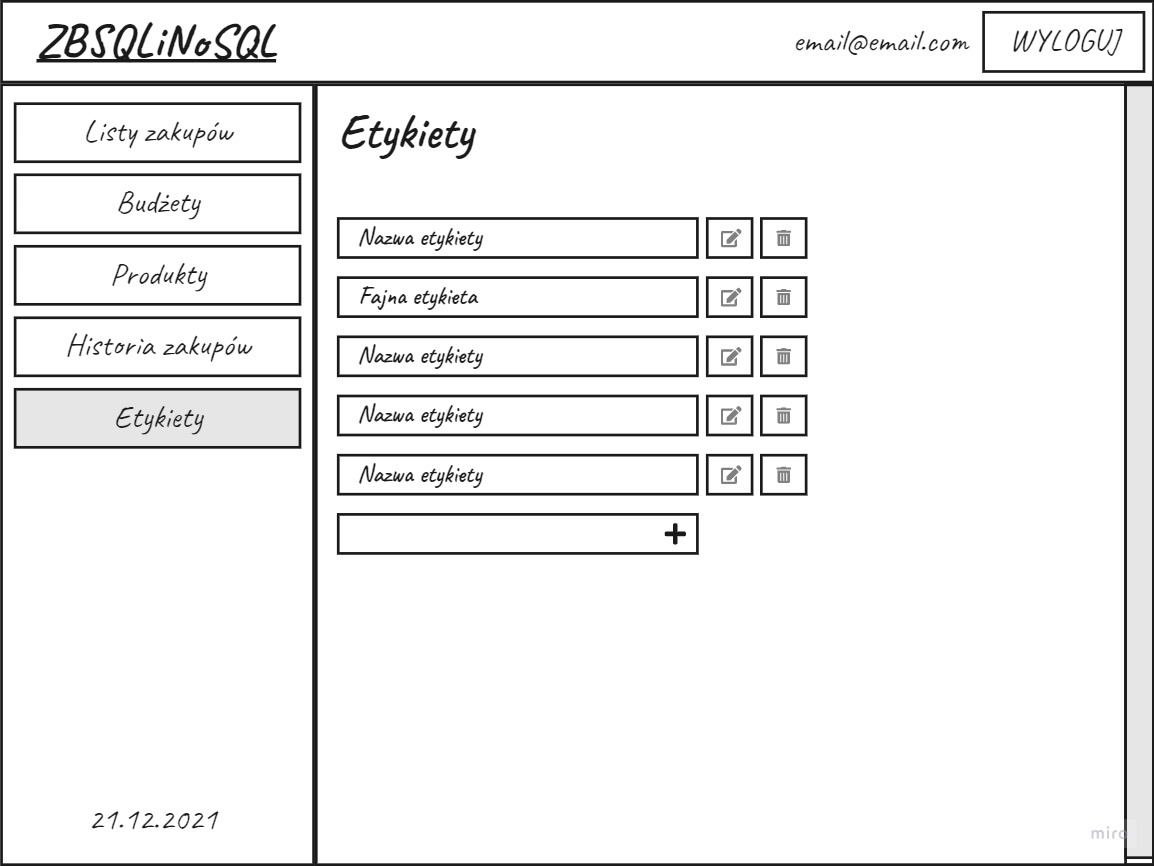 ZBSQLiNoSQL
email@email.com
WYLOGUJ
Listy zakupów
Budżety
Produkty
Historia zakupów
Etykiety
21.12.2021
Etykiety
Nazwa etykiety
Fajna etykieta
Nazwa etykiety
Nazwa etykiety
Nazwa etykiety
miro